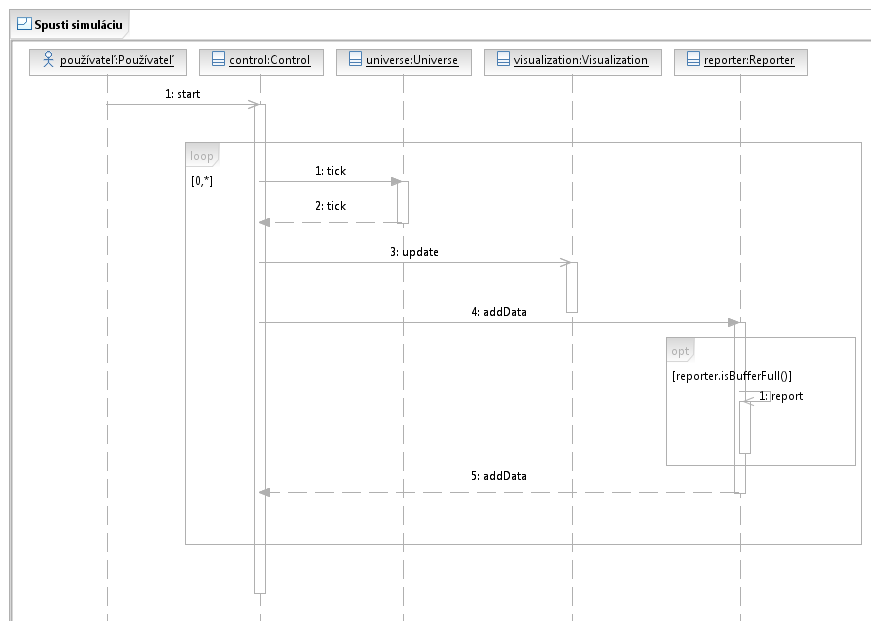 Spusti simuláciu
používateľ:Používateľ
control:Control
universe:Universe
visualization:Visualization
reporter:Reporter
1: start
loop
[0,*]
1: tick
2: tick
3: update
4: addData
opt
[reporter.isBufferFull()]
1: report
5: addData